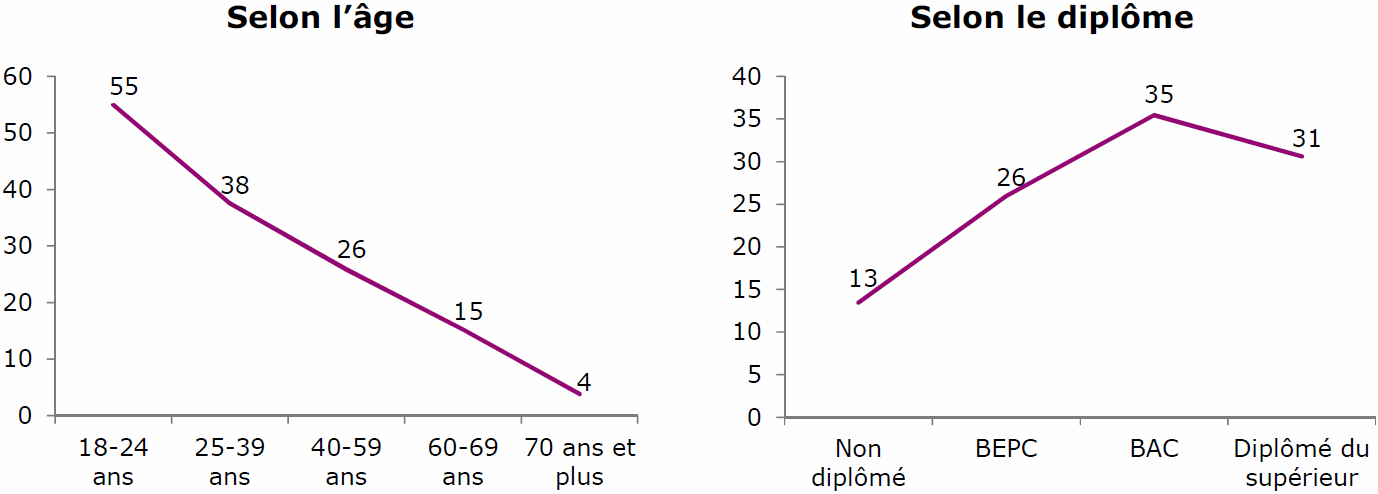 Selon l'âge
60
50
40
30
20
10
0
55
38
26
15
4
18-24 ans
25-39 ans
40-59 ans
60-69 ans
70 ans et plus
Selon le diplôme
40
35
30
25
20
15
10
5
0
13
26
35
31
Non diplômé
BEPC
BAC
Diplômé du supérieur